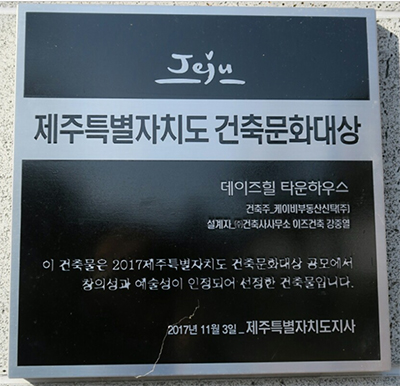 Jeju
제주특별자치도 건축문화대상
데이즈힐 타운하우스
건축주_케이비부동산신탁(주)
설계자_(주)건축사사무소 이즈건축 강중열
이 건축물은 2017제주특별자치도 건축문화대상 공모에서
창의성과 예술성이 인정되어 선정한 건축물입니다.
2017년 11월 3일_제주특별자치도지사